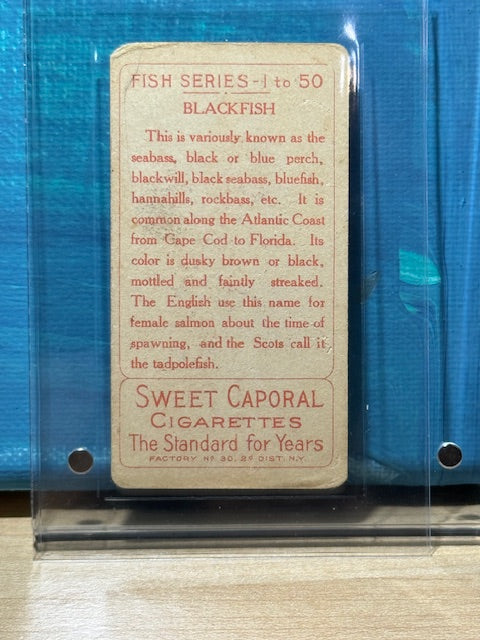 FISH SERIES - 1 to 50
BLACKFISH
This is variously known as the
seabass, black or blue perch,
blackwill, black seabass, bluefish,
hannahills, rockbass, etc. It is
common along the Atlantic Coast
from Cape Cod to Florida. Its
color is dusky brown or black,
mottled and faintly streaked.
The English use this name for
female salmon about the time of
spawning, and the Scots call it
the tadpolefish.
SWEET CAPORAL
CIGARETTES
The Standard for Years
FACTORY Nº 30, 2ᴰ DIST. N.Y.